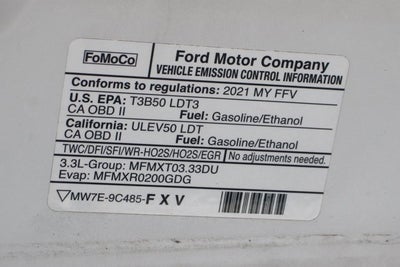 FoMoCo
Ford Motor Company
VEHICLE EMISSION CONTROL INFORMATION
Conforms to regulations: 2021 MY FFV
U.S. EPA: T3B50 LDT3
CA OBD II Fuel: Gasoline/Ethanol
California: ULEV50 LDT
CA OBD II Fuel: Gasoline/Ethanol
TWC/DFI/SFI/WR-HO2S/HO2S/EGR No adjustments needed.
3.3L-Group: MFMXT03.33DU
Evap: MFMXR0200GDG
MW7E-9C485-FXV